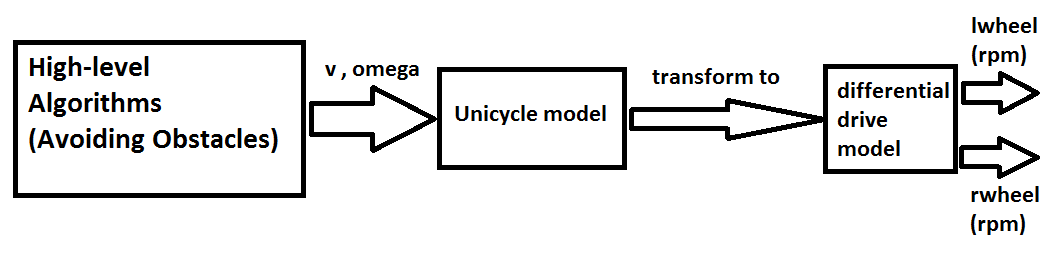 High-level
Algorithms
(Avoiding Obstacles)
v , omega
Unicycle model
transform to
differential
drive
model
lwheel
(rpm)
rwheel
(rpm)